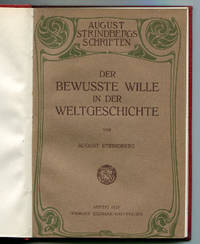 AUGUST
STRINDBERGS
SCHRIFTEN
DER
BEWUSSTE WILLE
IN DER
WELTGESCHICHTE
VON
AUGUST STRINDBERG